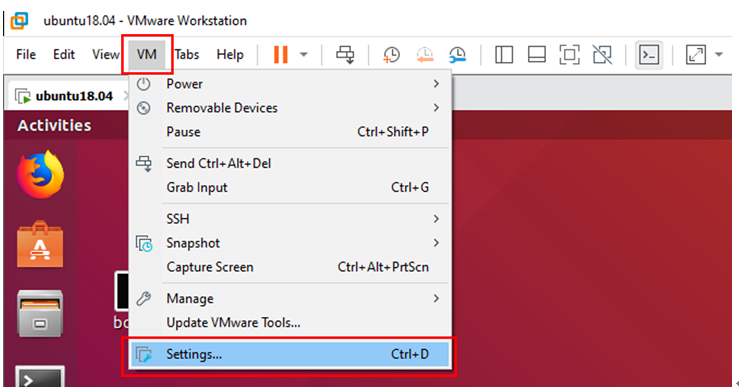 ubuntu18.04 - VMware Workstation
File Edit View VM Tabs Help
ubuntu18.04
Activities
Power
Removable Devices
Pause Ctrl+Shift+P
Send Ctrl+Alt+Del
Grab Input Ctrl+G
SSH
Snapshot
Capture Screen Ctrl+Alt+PrtScn
Manage
Update VMware Tools...
Settings... Ctrl+D